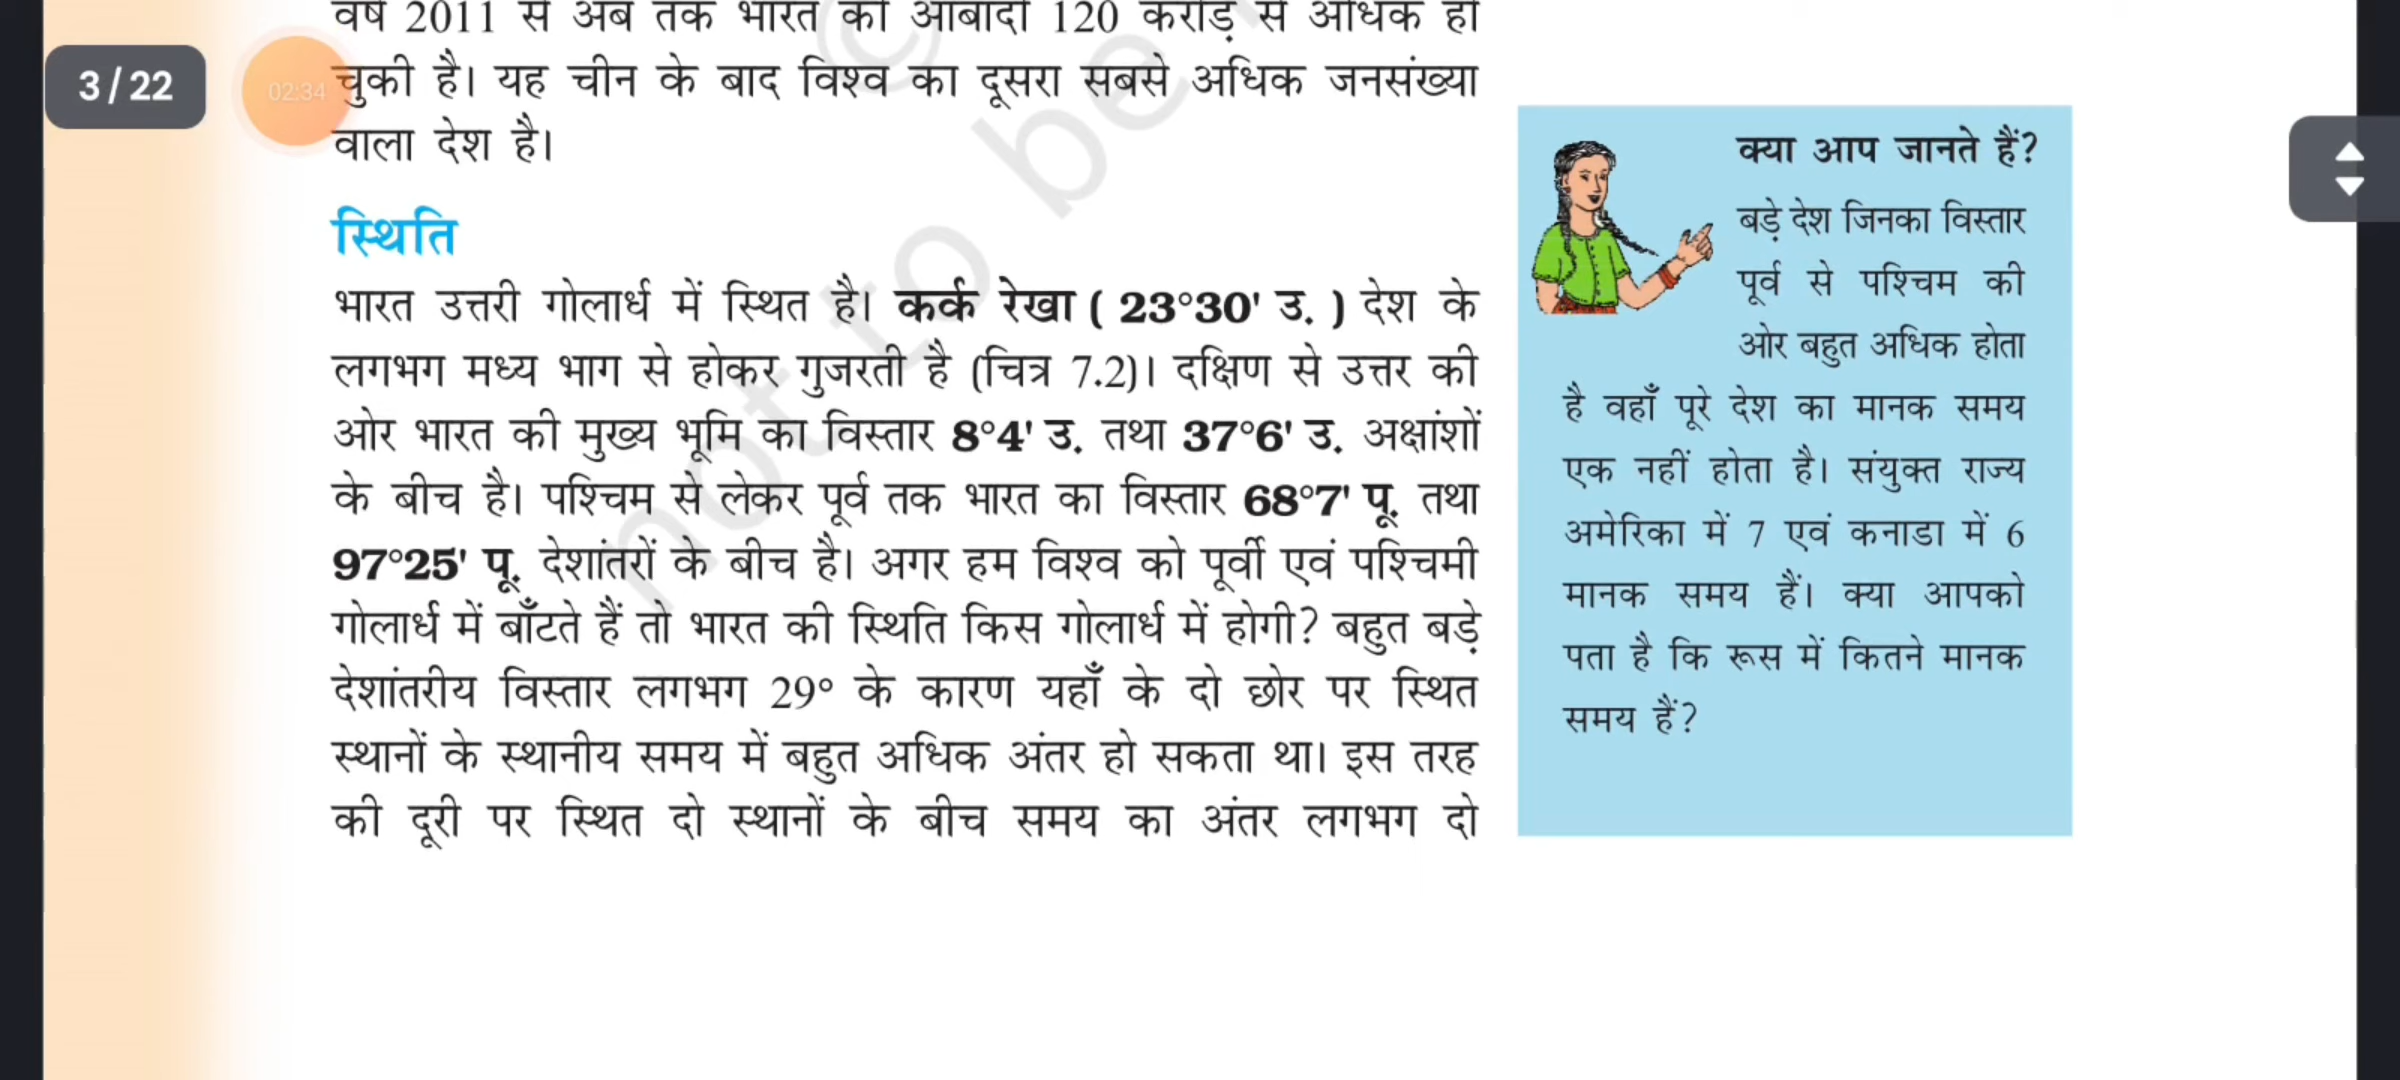 3/22
02:34
वर्ष 2011 से अब तक भारत की आबादी 120 करोड़ से अधिक हो
चुकी है। यह चीन के बाद विश्व का दूसरा सबसे अधिक जनसंख्या
वाला देश है।
स्थिति
भारत उत्तरी गोलार्ध में स्थित है। कर्क रेखा ( 23°30' उ. ) देश के
लगभग मध्य भाग से होकर गुजरती है (चित्र 7.2)। दक्षिण से उत्तर की
ओर भारत की मुख्य भूमि का विस्तार 8°4' उ. तथा 37°6' उ. अक्षांशों
के बीच है। पश्चिम से लेकर पूर्व तक भारत का विस्तार 68°7' पू. तथा
97°25' पू. देशांतरों के बीच है। अगर हम विश्व को पूर्वी एवं पश्चिमी
गोलार्ध में बाँटते हैं तो भारत की स्थिति किस गोलार्ध में होगी? बहुत बड़े
देशांतरीय विस्तार लगभग 29° के कारण यहाँ के दो छोर पर स्थित
स्थानों के स्थानीय समय में बहुत अधिक अंतर हो सकता था। इस तरह
की दूरी पर स्थित दो स्थानों के बीच समय का अंतर लगभग दो
क्या आप जानते हैं?
बड़े देश जिनका विस्तार
पूर्व से पश्चिम की
ओर बहुत अधिक होता
है वहाँ पूरे देश का मानक समय
एक नहीं होता है। संयुक्त राज्य
अमेरिका में 7 एवं कनाडा में 6
मानक समय हैं। क्या आपको
पता है कि रूस में कितने मानक
समय हैं?
©
not to be